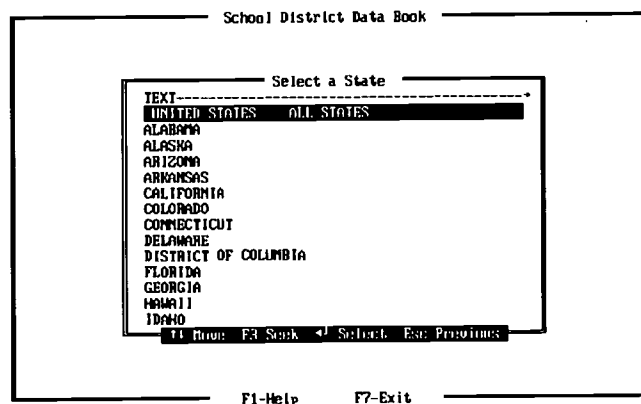 School District Data Book
Select a State
TEXT
UNITED STATES ALL STATES
ALABAMA
ALASKA
ARIZONA
ARKANSAS
CALIFORNIA
COLORADO
CONNECTICUT
DELAWARE
DISTRICT OF COLUMBIA
FLORIDA
GEORGIA
HAWAII
IDAHO
↑↓ Move F3 Seek ↵ Select Esc Previous
F1-Help F7-Exit